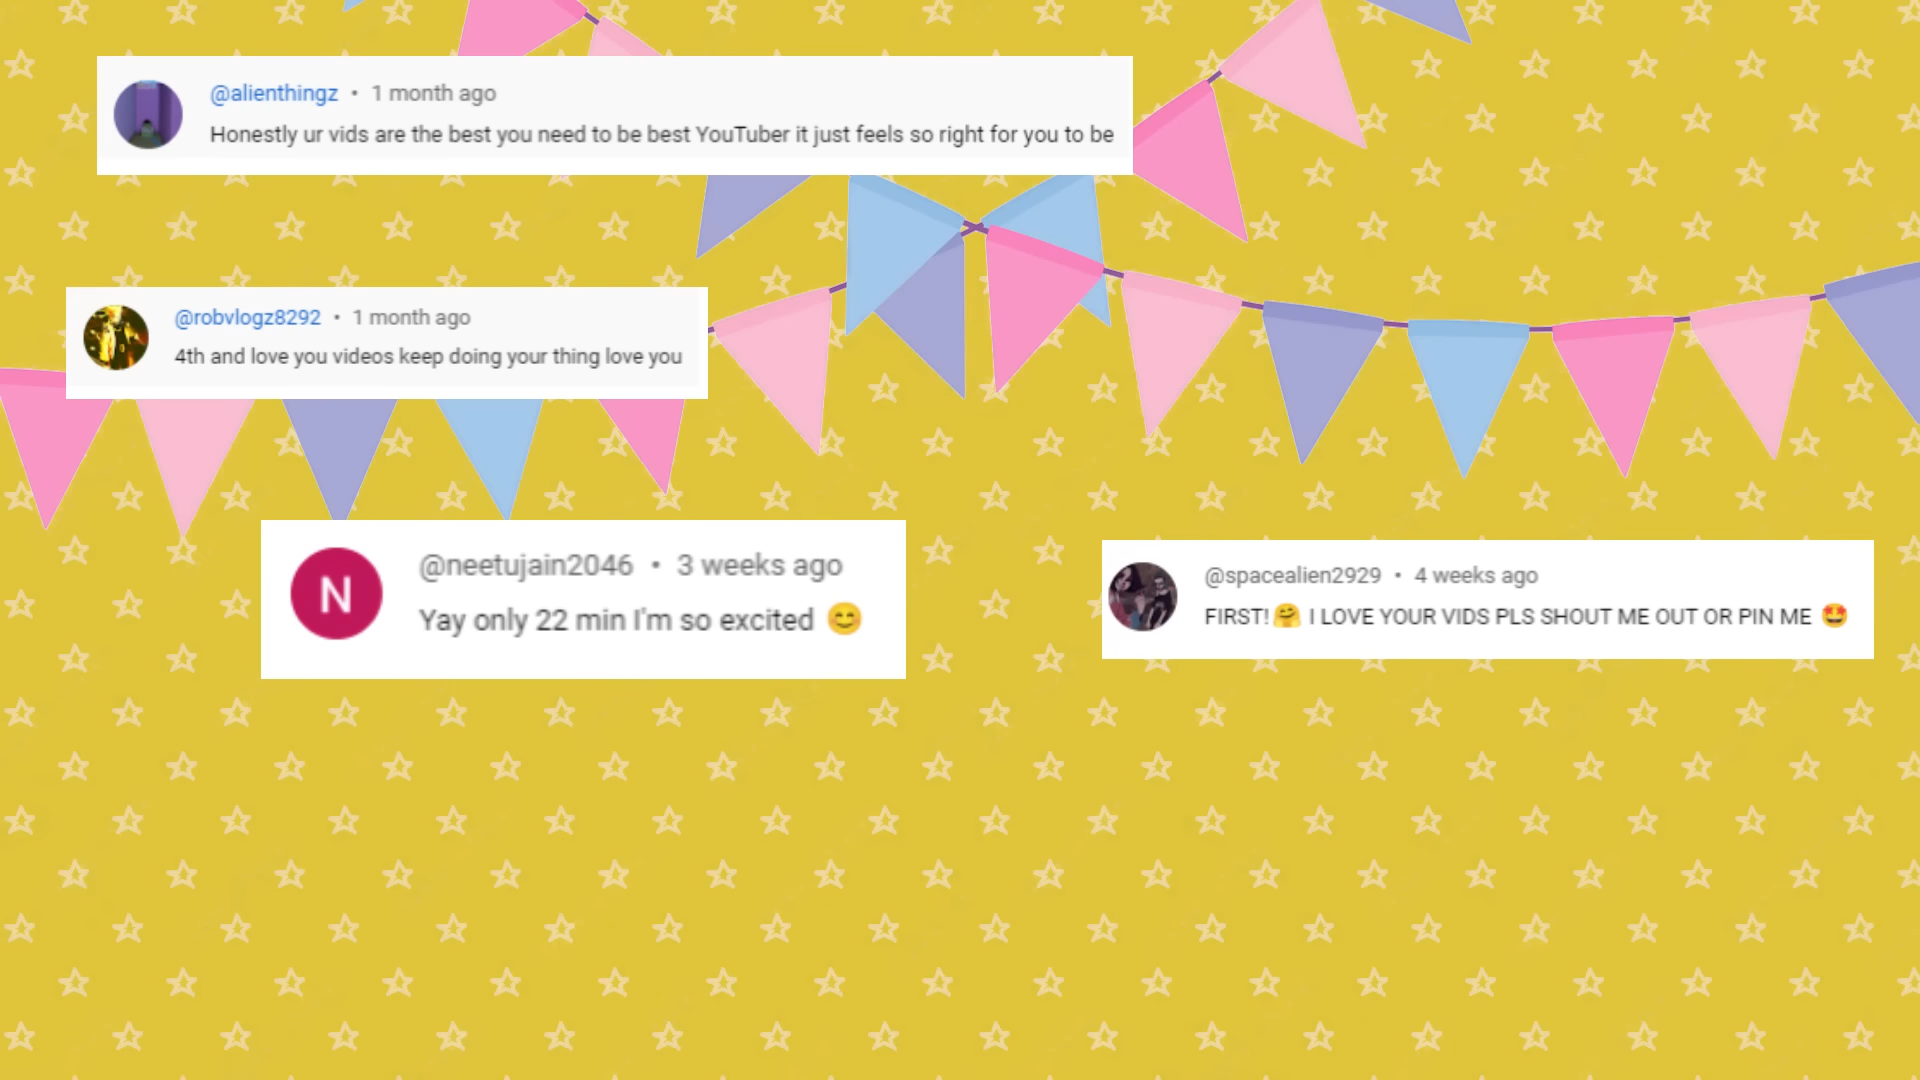 @alienthingz • 1 month ago
Honestly ur vids are the best you need to be best YouTuber it just feels so right for you to be
@robvlogz8292 • 1 month ago
4th and love you videos keep doing your thing love you
N
@neetujain2046 • 3 weeks ago
Yay only 22 min I'm so excited 😊
@spacealien2929 • 4 weeks ago
FIRST!🤗 I LOVE YOUR VIDS PLS SHOUT ME OUT OR PIN ME 🤩